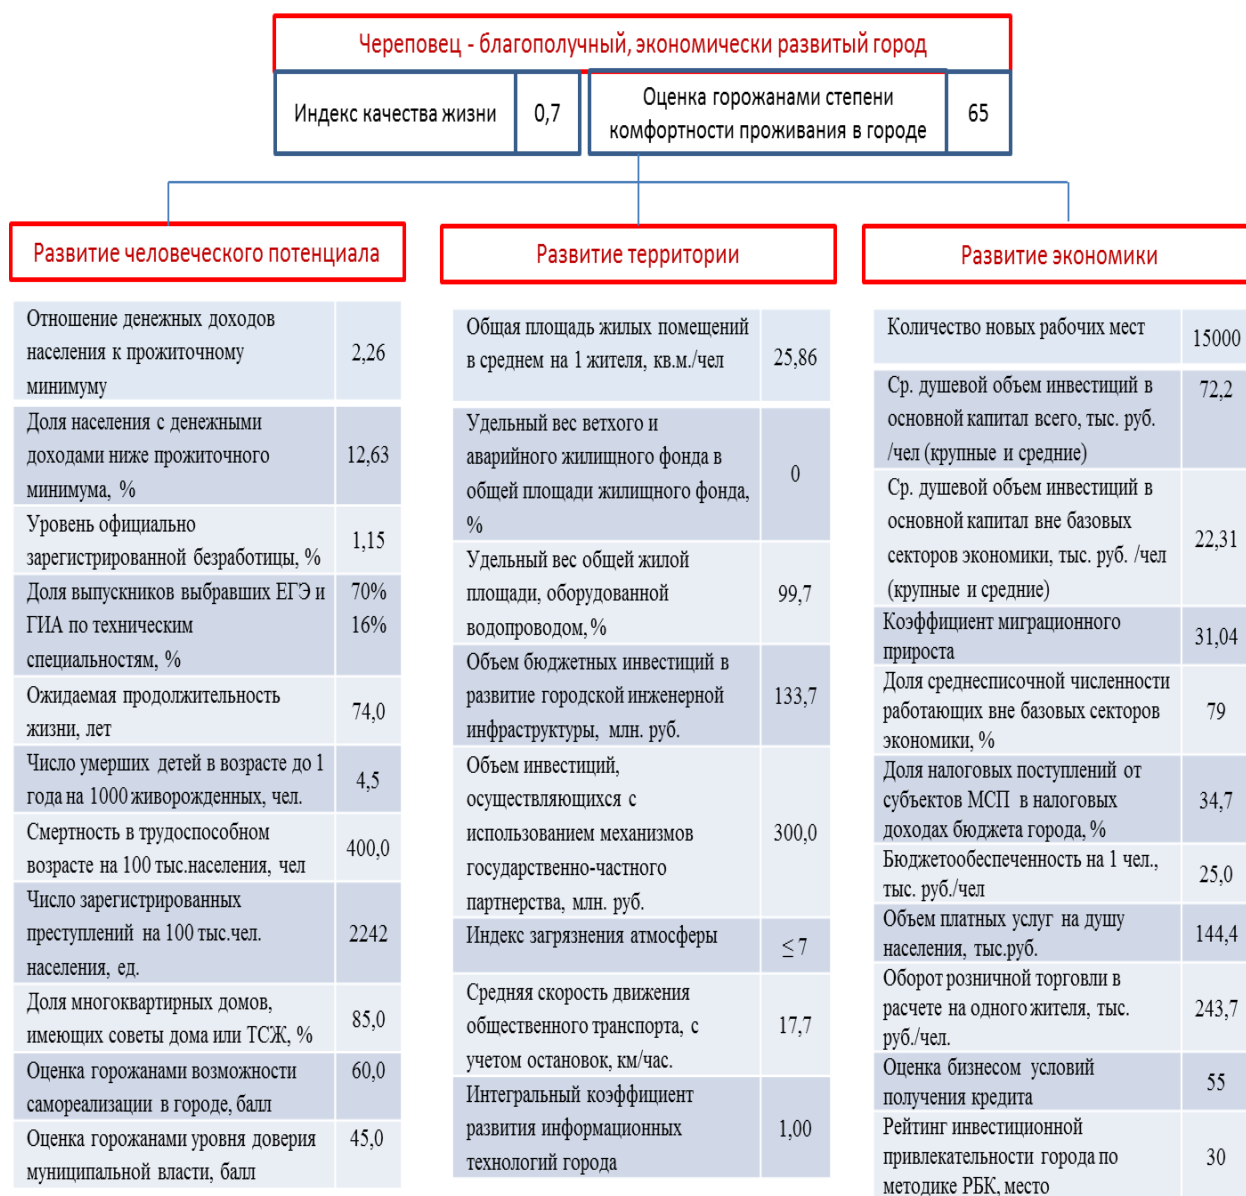 Череповец - благополучный, экономически развитый город
Индекс качества жизни
0,7
Оценка горожанами степени
комфортности проживания в городе
65
Развитие человеческого потенциала
Отношение денежных доходов
населения к прожиточному
минимуму
2,26
Доля населения с денежными
доходами ниже прожиточного
минимума, %
12,63
Уровень официально
зарегистрированной безработицы, %
1,15
Доля выпускников выбравших ЕГЭ и
ГИА по техническим
специальностям, %
70%
16%
Ожидаемая продолжительность
жизни, лет
74,0
Число умерших детей в возрасте до 1
года на 1000 живорожденных, чел.
4,5
Смертность в трудоспособном
возрасте на 100 тыс.населения, чел
400,0
Число зарегистрированных
преступлений на 100 тыс.чел.
населения, ед.
2242
Доля многоквартирных домов,
имеющих советы дома или ТСЖ, %
85,0
Оценка горожанами возможности
самореализации в городе, балл
60,0
Оценка горожанами уровня доверия
муниципальной власти, балл
45,0
Развитие территории
Общая площадь жилых помещений
в среднем на 1 жителя, кв.м./чел
25,86
Удельный вес ветхого и
аварийного жилищного фонда в
общей площади жилищного фонда,
%
0
Удельный вес общей жилой
площади, оборудованной
водопроводом, %
99,7
Объем бюджетных инвестиций в
развитие городской инженерной
инфраструктуры, млн. руб.
133,7
Объем инвестиций,
осуществляющихся с
использованием механизмов
государственно-частного
партнерства, млн. руб.
300,0
Индекс загрязнения атмосферы
≤ 7
Средняя скорость движения
общественного транспорта, с
учетом остановок, км/час.
17,7
Интегральный коэффициент
развития информационных
технологий города
1,00
Развитие экономики
Количество новых рабочих мест
15000
Ср. душевой объем инвестиций в
основной капитал всего, тыс. руб.
/чел (крупные и средние)
72,2
Ср. душевой объем инвестиций в
основной капитал вне базовых
секторов экономики, тыс. руб. /чел
(крупные и средние)
22,31
Коэффициент миграционного
прироста
31,04
Доля среднесписочной численности
работающих вне базовых секторов
экономики, %
79
Доля налоговых поступлений от
субъектов МСП в налоговых
доходах бюджета города, %
34,7
Бюджетообеспеченность на 1 чел.,
тыс. руб./чел
25,0
Объем платных услуг на душу
населения, тыс.руб.
144,4
Оборот розничной торговли в
расчете на одного жителя, тыс.
руб./чел.
243,7
Оценка бизнесом условий
получения кредита
55
Рейтинг инвестиционной
привлекательности города по
методике РБК, место
30